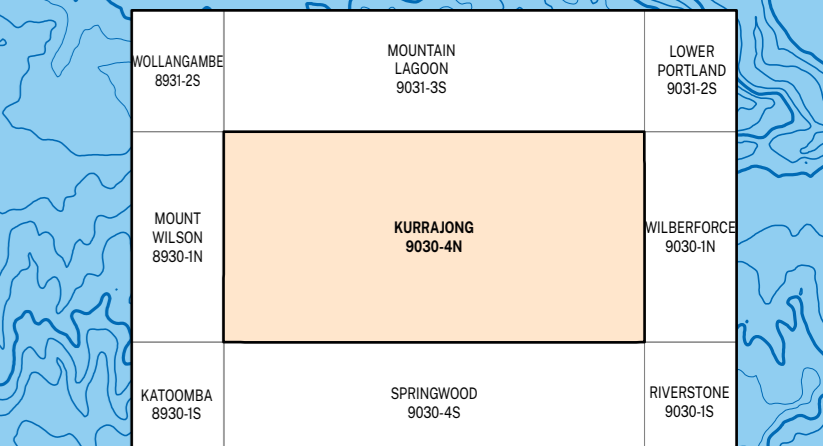 WOLLANGAMBE
8931-2S
MOUNTAIN
LAGOON
9031-3S
LOWER
PORTLAND
9031-2S
MOUNT
WILSON
8930-1N
KURRAJONG
9030-4N
WILBERFORCE
9030-1N
KATOOMBA
8930-1S
SPRINGWOOD
9030-4S
RIVERSTONE
9030-1S